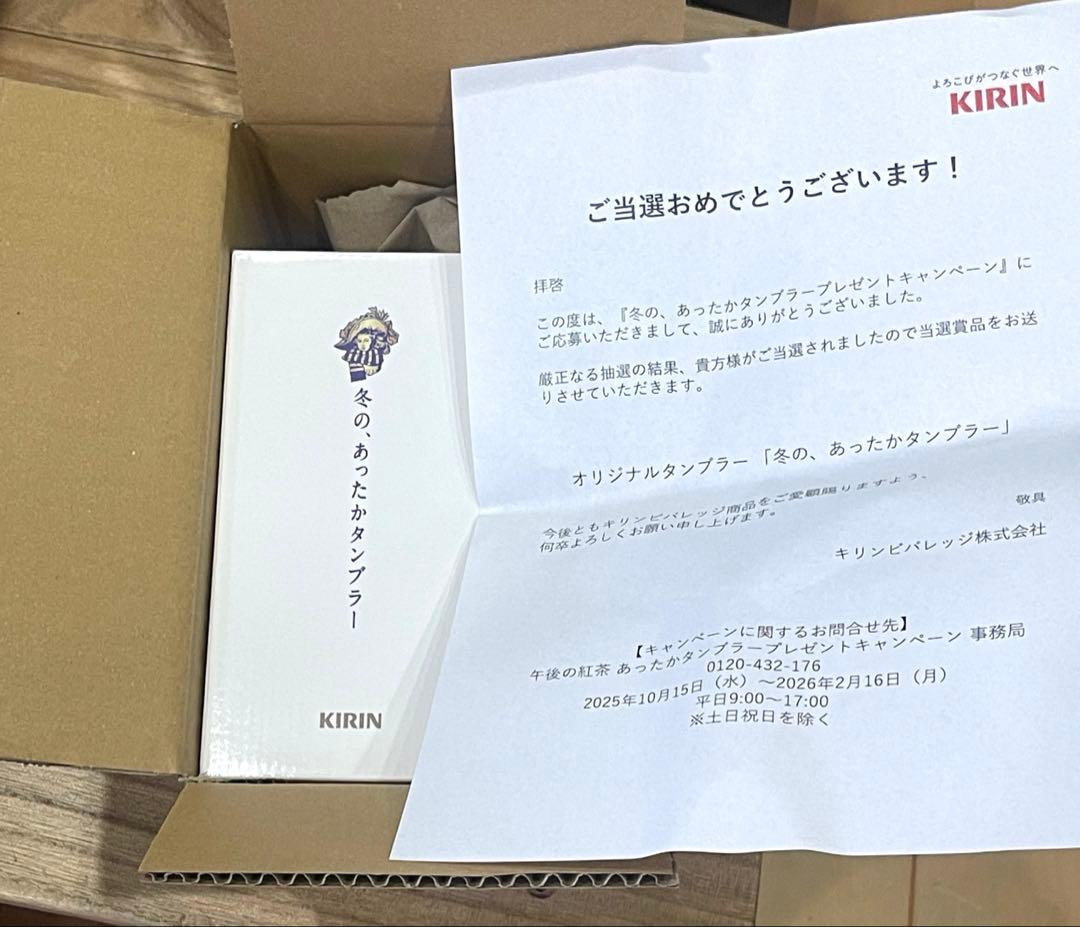 冬の、あったかタンブラー
KIRIN
よろこびがつなぐ世界へ
KIRIN
ご当選おめでとうございます！
拝啓
この度は、『冬の、あったかタンブラープレゼントキャンペーン』に
ご応募いただきまして、誠にありがとうございました。
厳正なる抽選の結果、貴方様がご当選されましたので当選賞品をお送
りさせていただきます。
オリジナルタンブラー「冬の、あったかタンブラー」
今後ともキリンビバレッジ商品をご愛顧賜りますよう、
何卒よろしくお願い申し上げます。
敬具
キリンビバレッジ株式会社
【キャンペーンに関するお問合せ先】
午後の紅茶 あったかタンブラープレゼントキャンペーン 事務局
0120-432-176
2025年10月15日（水）～2026年2月16日（月）
平日9:00～17:00
※土日祝日を除く